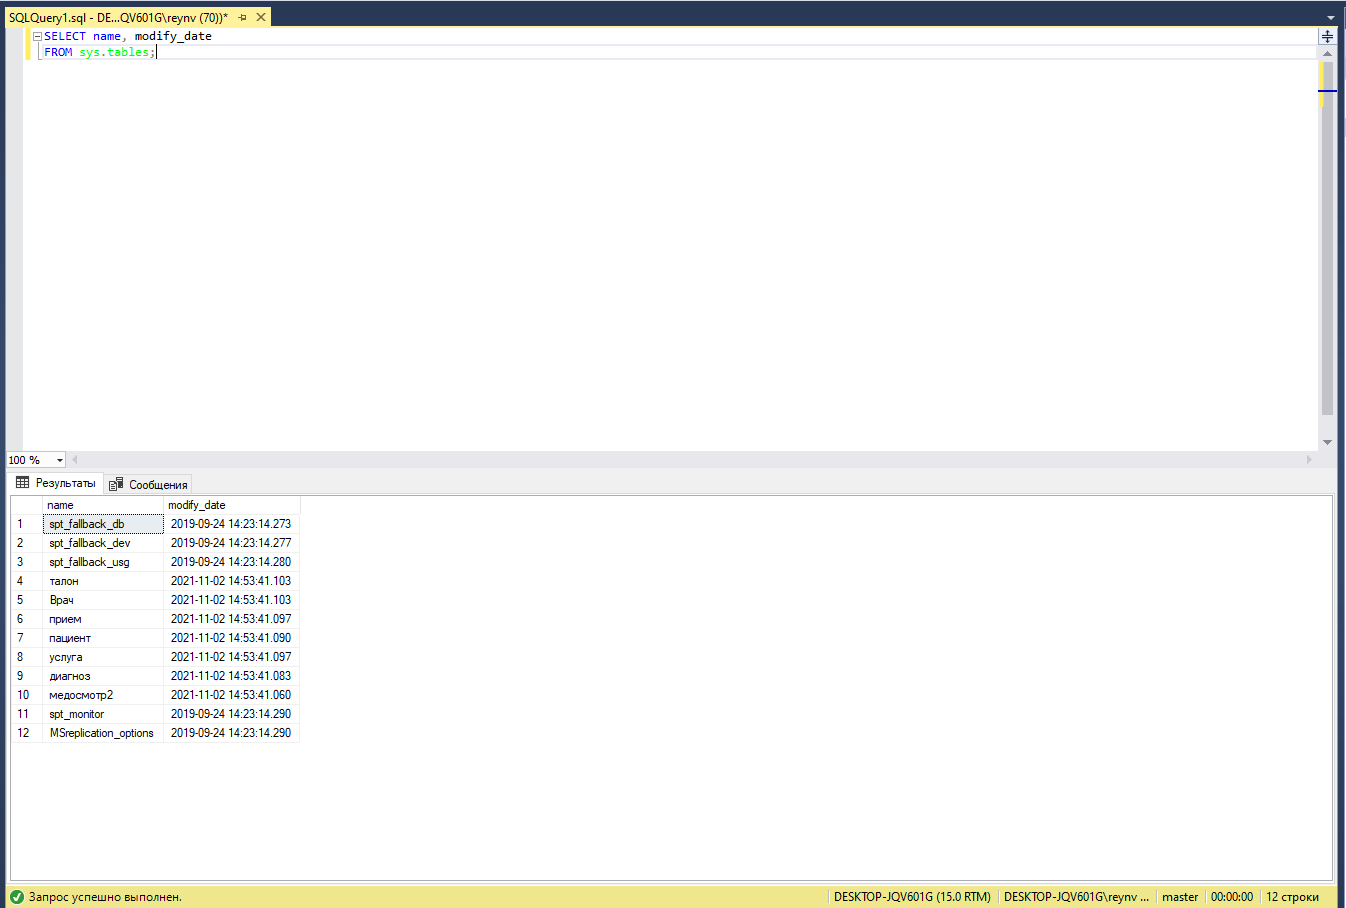 SQLQuery1.sql - DE...QV601G\reynv (70))*
SELECT name, modify_date
FROM sys.tables;
100 %
Результаты Сообщения
name modify_date
1 spt_fallback_db 2019-09-24 14:23:14.273
2 spt_fallback_dev 2019-09-24 14:23:14.277
3 spt_fallback_usg 2019-09-24 14:23:14.280
4 талон 2021-11-02 14:53:41.103
5 Врач 2021-11-02 14:53:41.103
6 прием 2021-11-02 14:53:41.097
7 пациент 2021-11-02 14:53:41.090
8 услуга 2021-11-02 14:53:41.097
9 диагноз 2021-11-02 14:53:41.083
10 медосмотр2 2021-11-02 14:53:41.060
11 spt_monitor 2019-09-24 14:23:14.290
12 MSreplication_options 2019-09-24 14:23:14.290
Запрос успешно выполнен. DESKTOP-JQV601G (15.0 RTM) DESKTOP-JQV601G\reynv ... master 00:00:00 12 строки